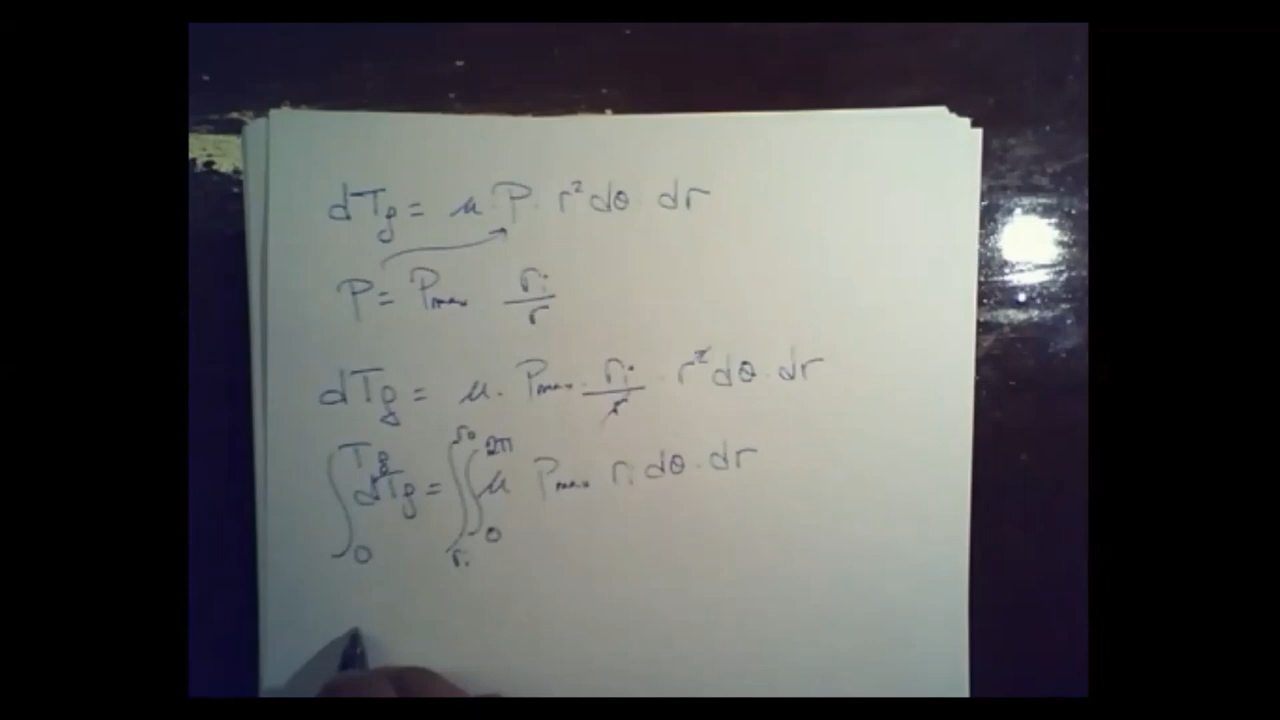 dTg = μ · P · r² dθ · dr
P = Pmax ri/r
dTg = μ · Pmax · ri/r · r² dθ · dr
∫₀^Tg dTg = ∫_ri^ro ∫₀^2π μ Pmax ri dθ · dr